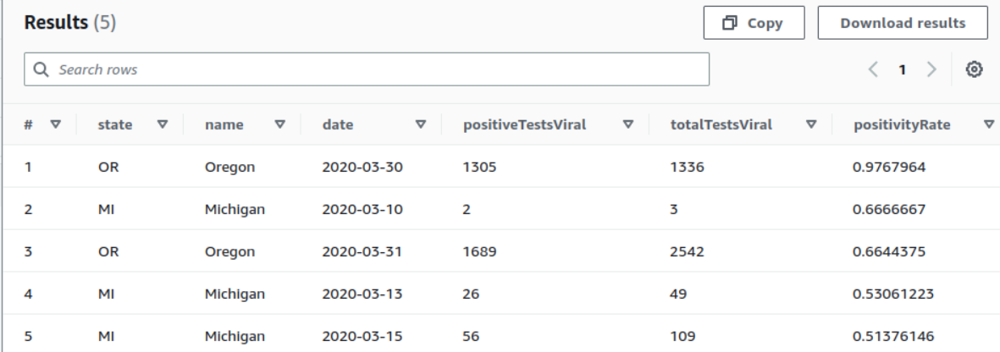 Results (5) Copy Download results
Search rows 1
# state name date positiveTestsViral totalTestsViral positivityRate
1 OR Oregon 2020-03-30 1305 1336 0.9767964
2 MI Michigan 2020-03-10 2 3 0.6666667
3 OR Oregon 2020-03-31 1689 2542 0.6644375
4 MI Michigan 2020-03-13 26 49 0.53061223
5 MI Michigan 2020-03-15 56 109 0.51376146